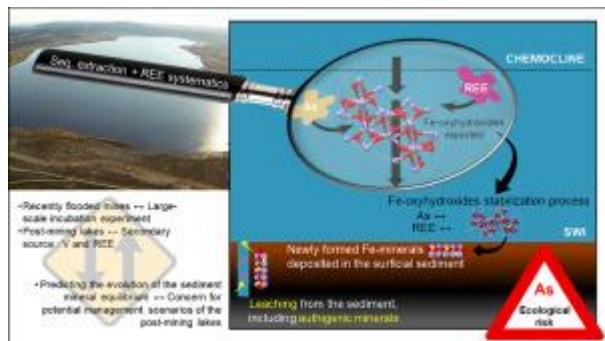 Seq. extraction + REE systematics
CHEMOCLINE
As
REE
Fe-oxyhydroxides
exported
Fe-oxyhydroxides stabilization process
As ↔
REE ↔
SWI
Newly formed Fe-minerals
deposited in the surficial sediment
Leaching from the sediment,
including authigenic minerals
As
Ecological
risk
•Recently flooded mines ↔ Large-
scale incubation experiment
•Post-mining lakes ↔ Secondary
source : V and REE
•Predicting the evolution of the sediment
mineral equilibrium ↔ Concern for
potential management scenarios of the
post-mining lakes